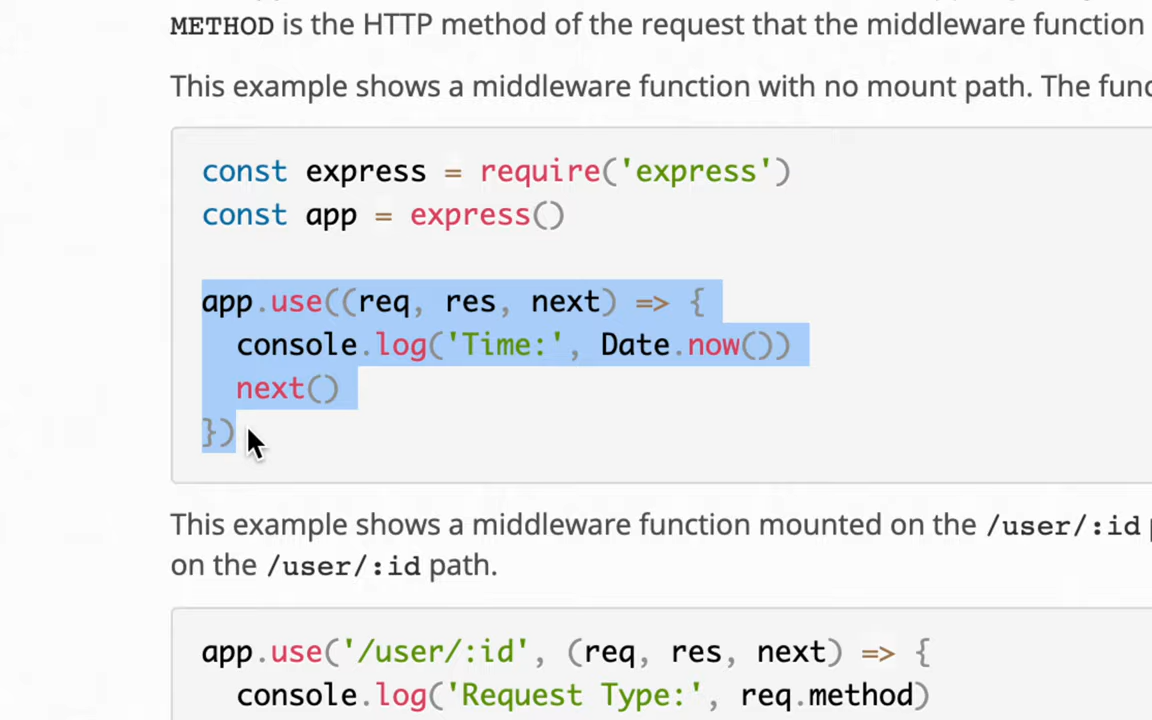 METHOD is the HTTP method of the request that the middleware function
This example shows a middleware function with no mount path. The func
const express = require('express')
const app = express()
app.use((req, res, next) => {
  console.log('Time:', Date.now())
  next()
})
This example shows a middleware function mounted on the /user/:id
on the /user/:id path.
app.use('/user/:id', (req, res, next) => {
  console.log('Request Type:', req.method)